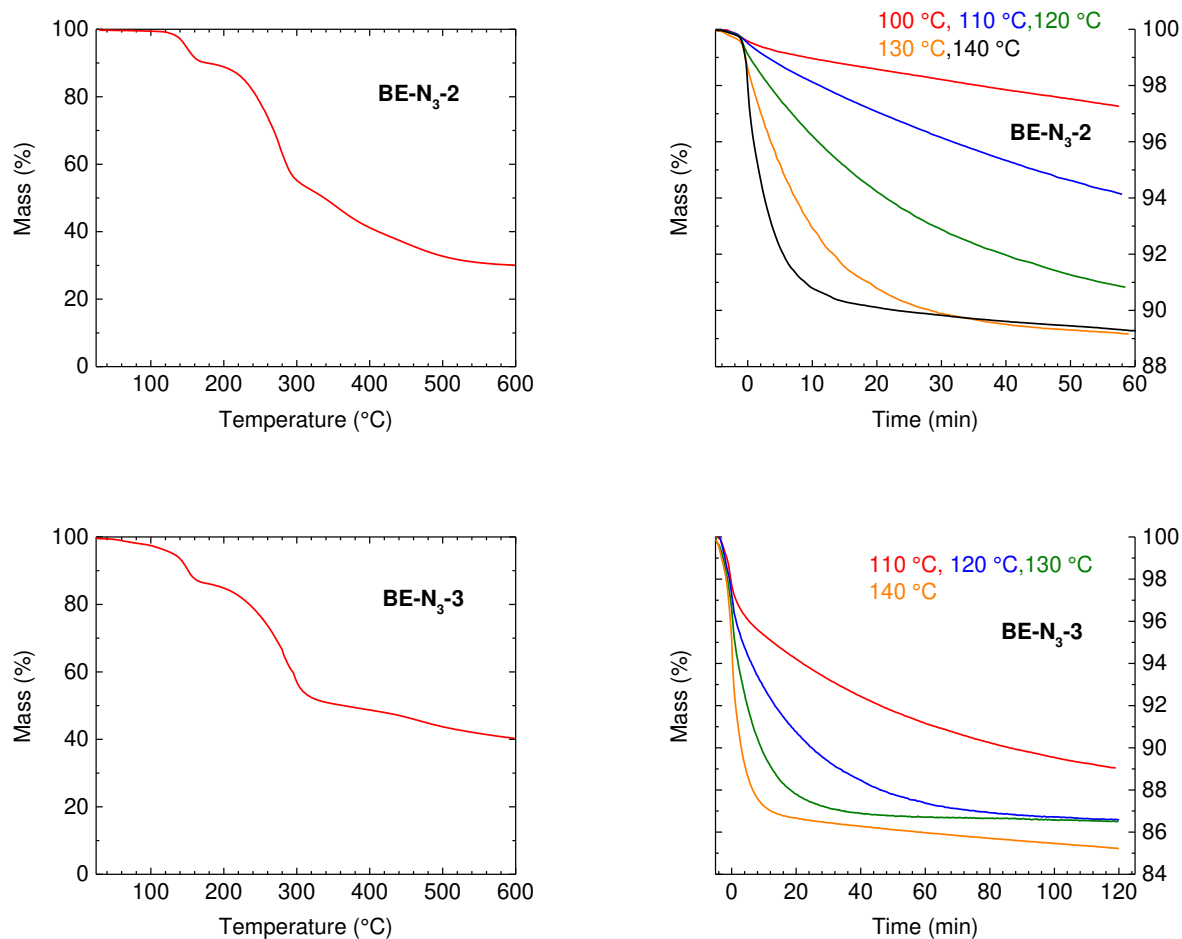 100
80
60
40
20
0
Mass (%)
BE-N₃-2
100 200 300 400 500 600
Temperature (°C)
100 °C, 110 °C,120 °C
130 °C,140 °C
100
98
96
94
92
90
88
Mass (%)
BE-N₃-2
0 10 20 30 40 50 60
Time (min)
100
80
60
40
20
0
Mass (%)
BE-N₃-3
100 200 300 400 500 600
Temperature (°C)
110 °C, 120 °C,130 °C
140 °C
100
98
96
94
92
90
88
86
84
Mass (%)
BE-N₃-3
0 20 40 60 80 100 120
Time (min)